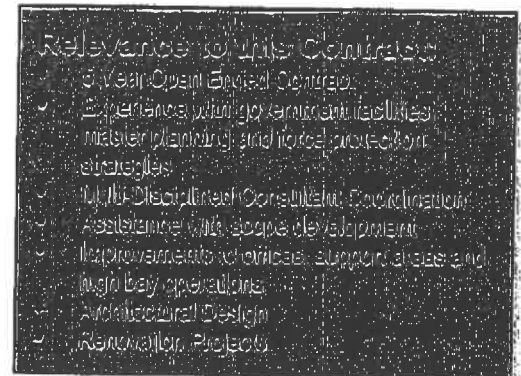 Relevance to this Contract:
5 Year Open Ended Contract
Experience with government facilities
master planning and force protection
strategies
Multi-Disciplined Consultant Coordination
Assistance with scope development
Improvements to offices, support areas and
high bay operations
Architectural Design
Renovation Projects